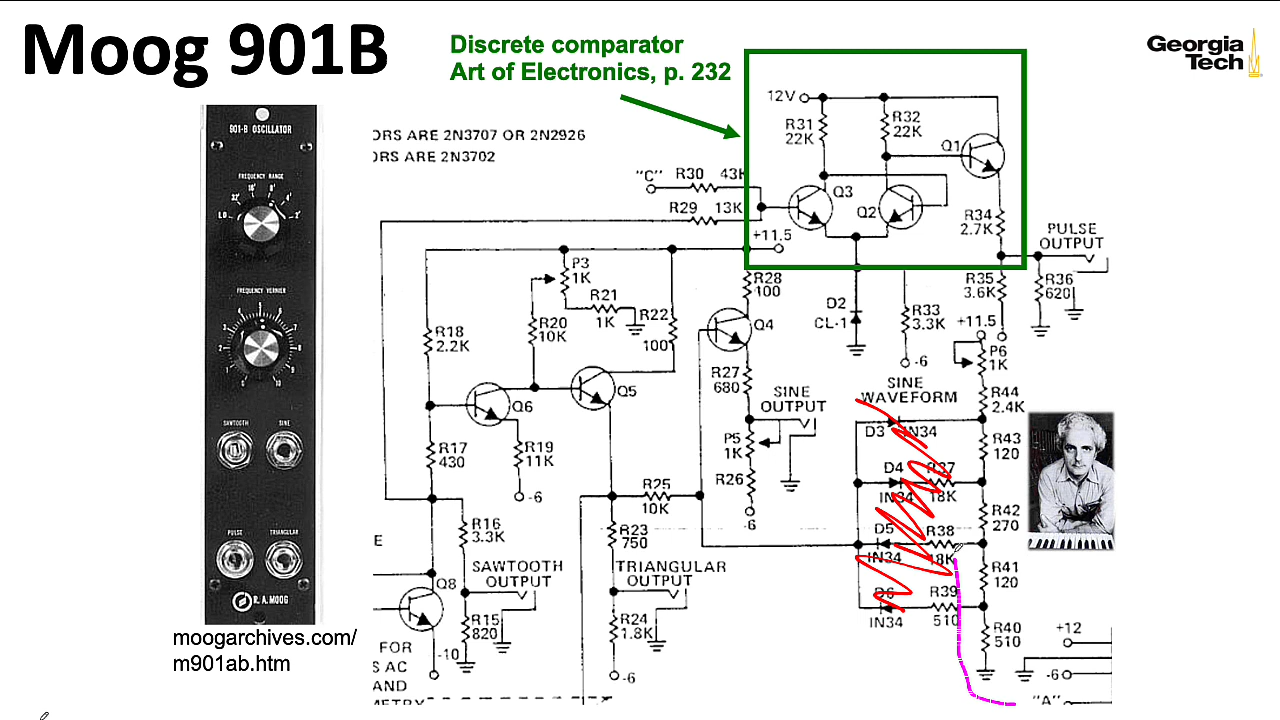 Moog 901B
Discrete comparator
Art of Electronics, p. 232
Georgia
Tech
901-B OSCILLATOR
FREQUENCY RANGE
32' 16' 8' 4'
LO 2'
FREQUENCY VERNIER
SAWTOOTH SINE
PULSE TRIANGULAR
R. A. MOOG
moogarchives.com/
m901ab.htm
ORS ARE 2N3707 OR 2N2926
ORS ARE 2N3702
12V
R31
22K
R32
22K
Q1
"C" R30 43K
R29 13K
Q3
Q2
R34
2.7K
+11.5
PULSE
OUTPUT
P3
1K
R21
1K
R28
100
D2
CL-1
R33
3.3K
-6
R35
3.6K
R36
620
+11.5
R18
2.2K
R20
10K
R22
100
Q4
P6
1K
R27
680
SINE
OUTPUT
SINE
WAVEFORM
Q6
Q5
R44
2.4K
R17
430
R19
11K
-6
P5
1K
R26
-6
D3 IN34
R43
120
D4 R37
IN34 18K
R25
10K
R42
270
E
R16
3.3K
R23
750
D5 R38
IN34 18K
SAWTOOTH
OUTPUT
TRIANGULAR
OUTPUT
R41
120
Q8
D6 R39
IN34 510
R15
820
R24
1.8K
R40
510
+12
-10
-6
-6
"A"
FOR
S AC
AND
METRY